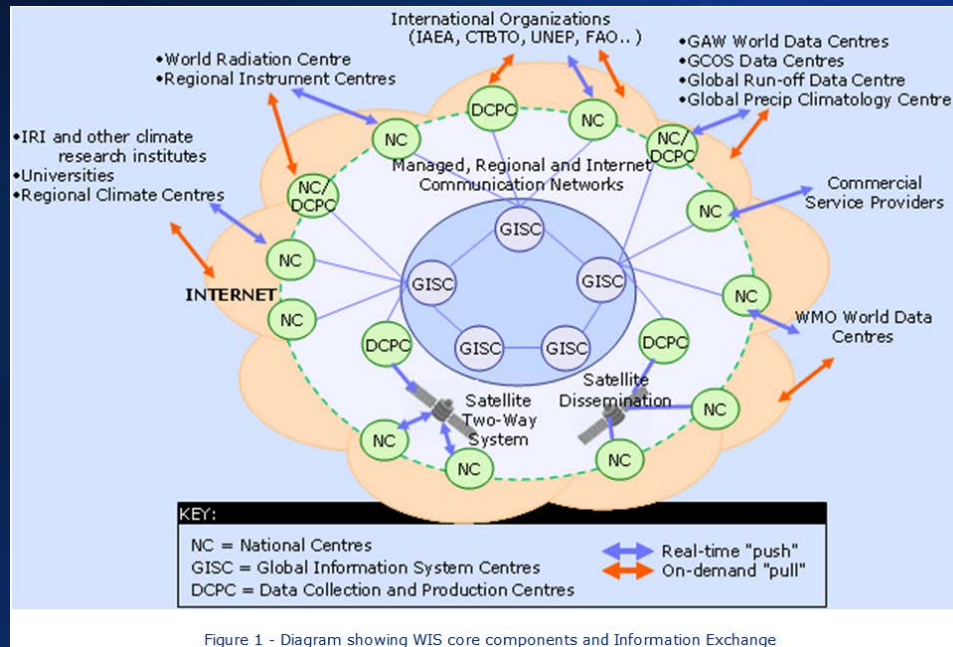 International Organizations
(IAEA, CTBTO, UNEP, FAO..)
•World Radiation Centre
•Regional Instrument Centres
•GAW World Data Centres
•GCOS Data Centres
•Global Run-off Data Centre
•Global Precip Climatology Centre
•IRI and other climate
research institutes
•Universities
•Regional Climate Centres
DCPC
NC
NC
NC/
DCPC
Managed, Regional and Internet
Communication Networks
NC/
DCPC
NC
Commercial
Service Providers
GISC
NC
INTERNET
GISC
GISC
NC
NC
WMO World Data
Centres
DCPC
GISC
GISC
DCPC
Satellite
Two-Way
System
Satellite
Dissemination
NC
NC
NC
NC
KEY:
NC = National Centres
GISC = Global Information System Centres
DCPC = Data Collection and Production Centres
Real-time "push"
On-demand "pull"
Figure 1 - Diagram showing WIS core components and Information Exchange